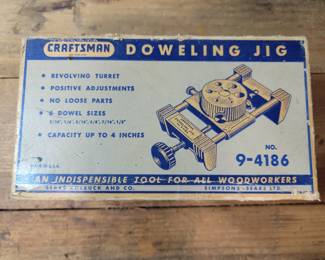 CRAFTSMAN
DOWELING JIG
• REVOLVING TURRET
• POSITIVE ADJUSTMENTS
• NO LOOSE PARTS
• 6 DOWEL SIZES
• CAPACITY UP TO 4 INCHES
NO.
9-4186
AN INDISPENSIBLE TOOL FOR ALL WOODWORKERS
SEARS ROEBUCK AND CO.
SIMPSONS-SEARS LTD.